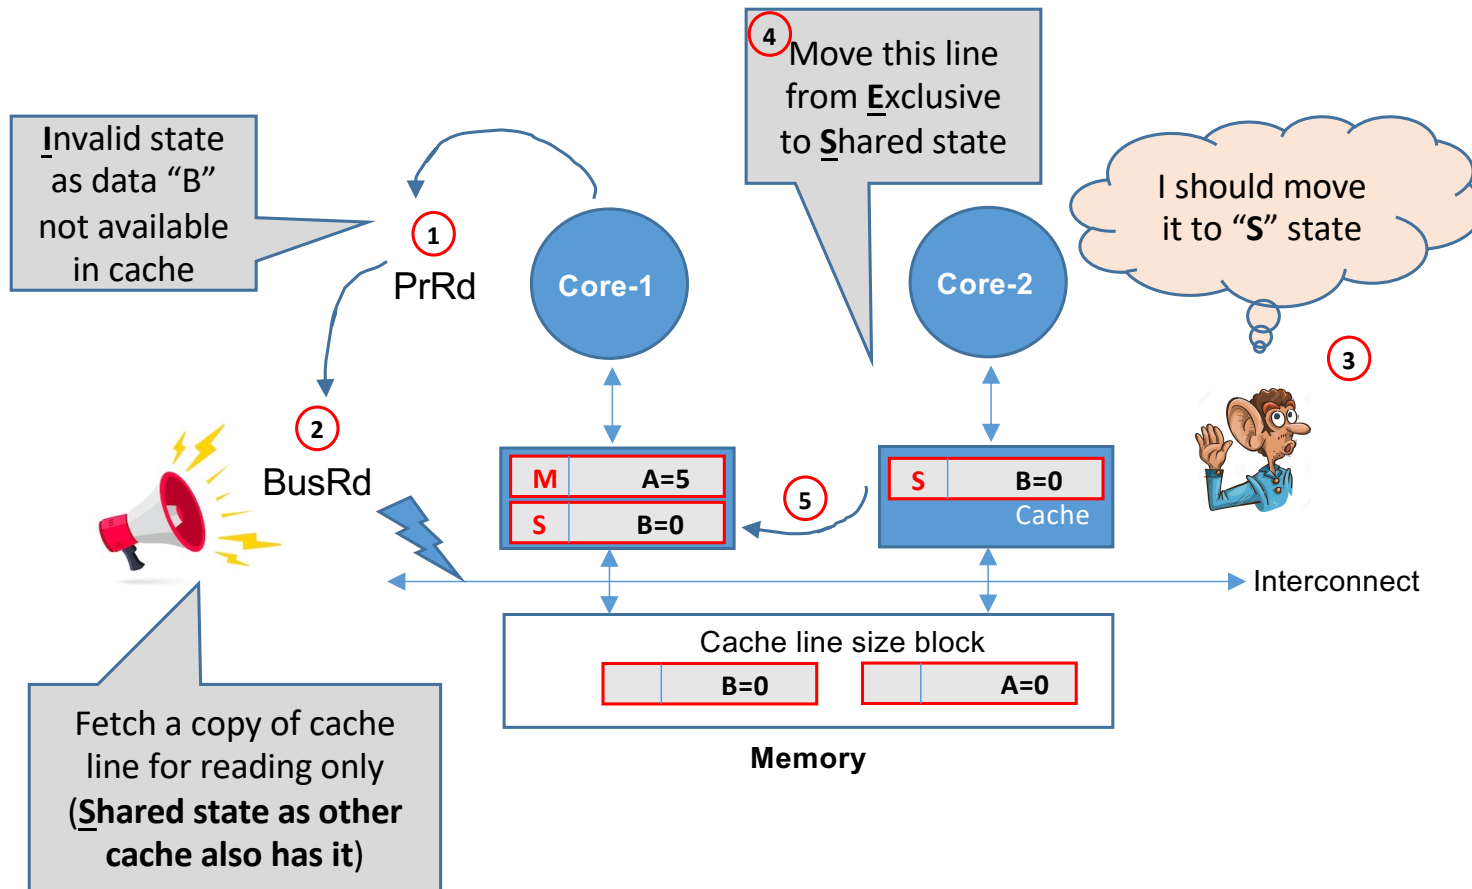 4
Move this line
from Exclusive
to Shared state
Invalid state
as data “B”
not available
in cache
1
PrRd
Core-1
Core-2
I should move
it to “S” state
3
2
BusRd
M A=5
S B=0
5
S B=0
Cache
Interconnect
Cache line size block
B=0 A=0
Memory
Fetch a copy of cache
line for reading only
(Shared state as other
cache also has it)